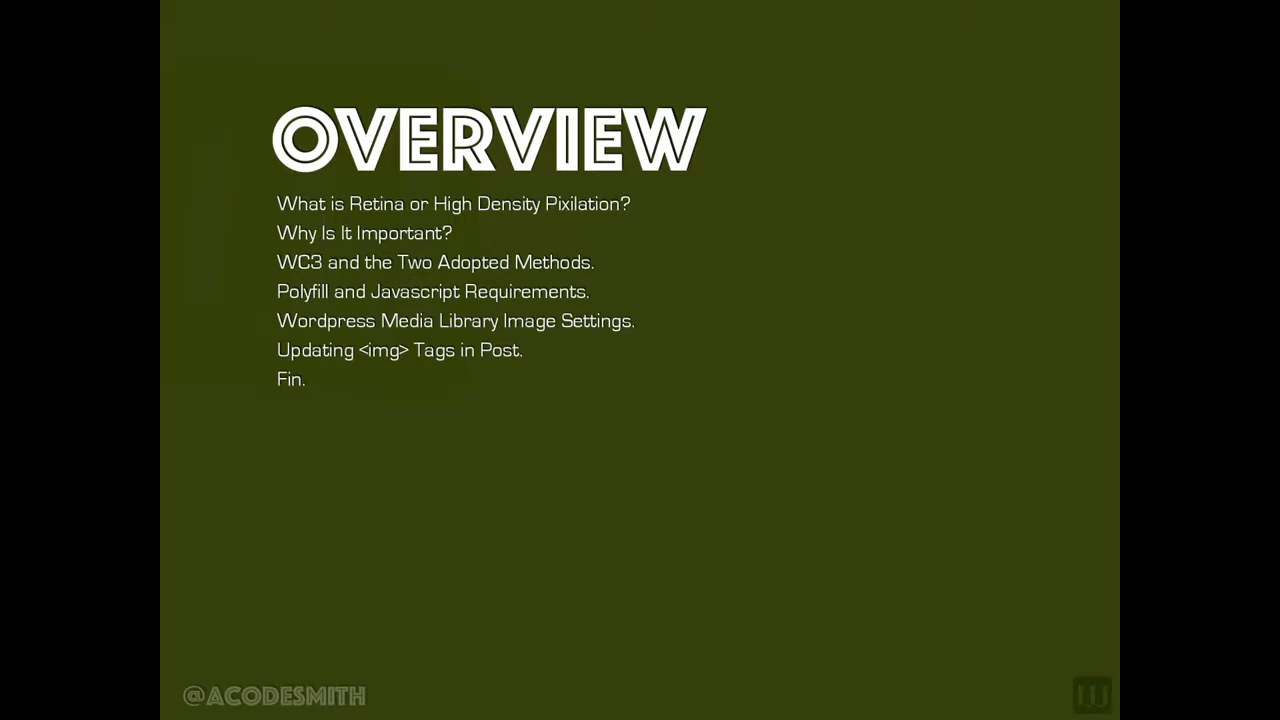 OVERVIEW
What is Retina or High Density Pixilation?
Why Is It Important?
WC3 and the Two Adopted Methods.
Polyfill and Javascript Requirements.
Wordpress Media Library Image Settings.
Updating <img> Tags in Post.
Fin.
@ACODESMITH